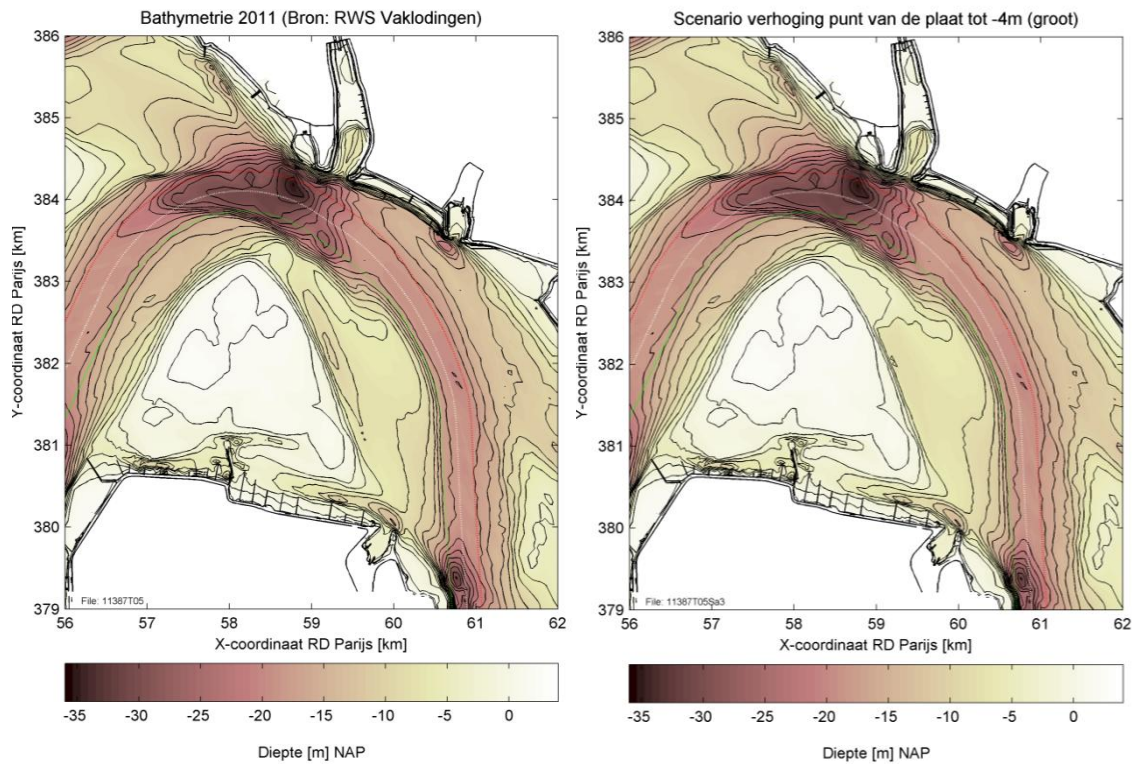 Bathymetrie 2011 (Bron: RWS Vaklodingen)
386
385
384
383
382
381
380
379
Y-coordinaat RD Parijs [km]
File: 11387T05
56 57 58 59 60 61 62
X-coordinaat RD Parijs [km]
-35 -30 -25 -20 -15 -10 -5 0
Diepte [m] NAP
Scenario verhoging punt van de plaat tot -4m (groot)
386
385
384
383
382
381
380
379
Y-coordinaat RD Parijs [km]
File: 11387T05Sa3
56 57 58 59 60 61 62
X-coordinaat RD Parijs [km]
-35 -30 -25 -20 -15 -10 -5 0
Diepte [m] NAP